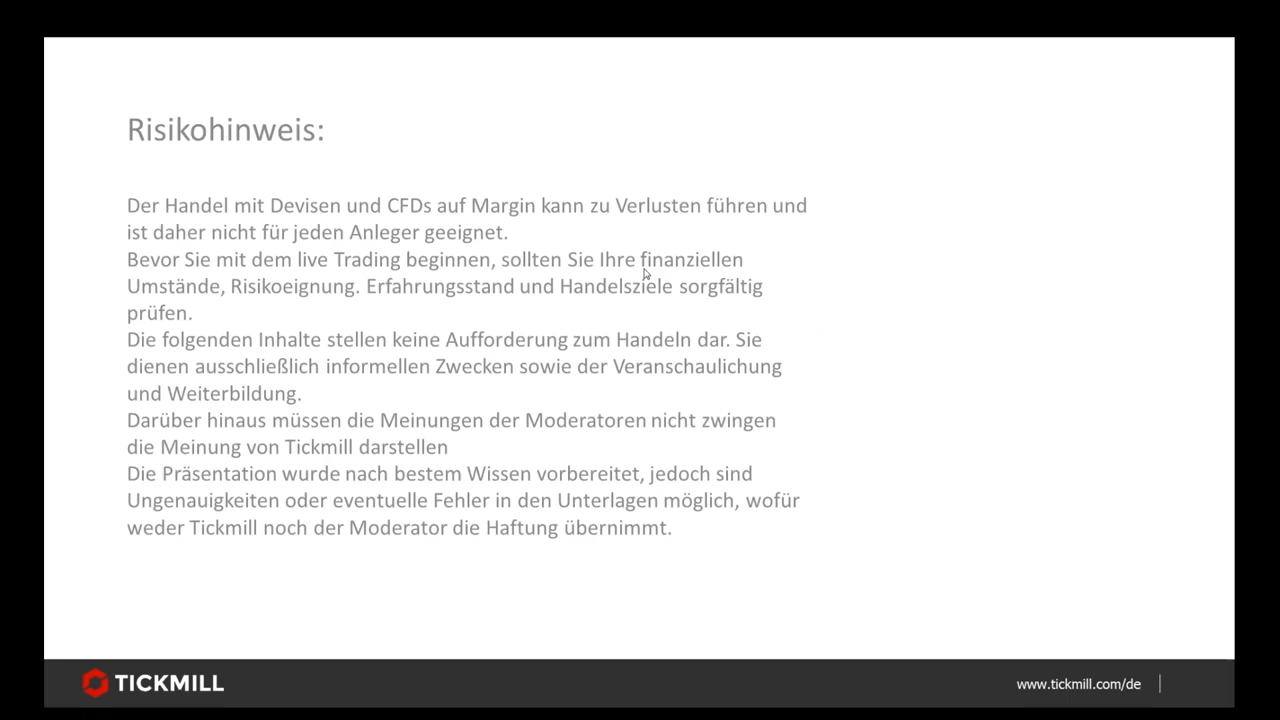 Risikohinweis:
Der Handel mit Devisen und CFDs auf Margin kann zu Verlusten führen und
ist daher nicht für jeden Anleger geeignet.
Bevor Sie mit dem live Trading beginnen, sollten Sie Ihre finanziellen
Umstände, Risikoeignung. Erfahrungsstand und Handelsziele sorgfältig
prüfen.
Die folgenden Inhalte stellen keine Aufforderung zum Handeln dar. Sie
dienen ausschließlich informellen Zwecken sowie der Veranschaulichung
und Weiterbildung.
Darüber hinaus müssen die Meinungen der Moderatoren nicht zwingen
die Meinung von Tickmill darstellen
Die Präsentation wurde nach bestem Wissen vorbereitet, jedoch sind
Ungenauigkeiten oder eventuelle Fehler in den Unterlagen möglich, wofür
weder Tickmill noch der Moderator die Haftung übernimmt.
TICKMILL
www.tickmill.com/de